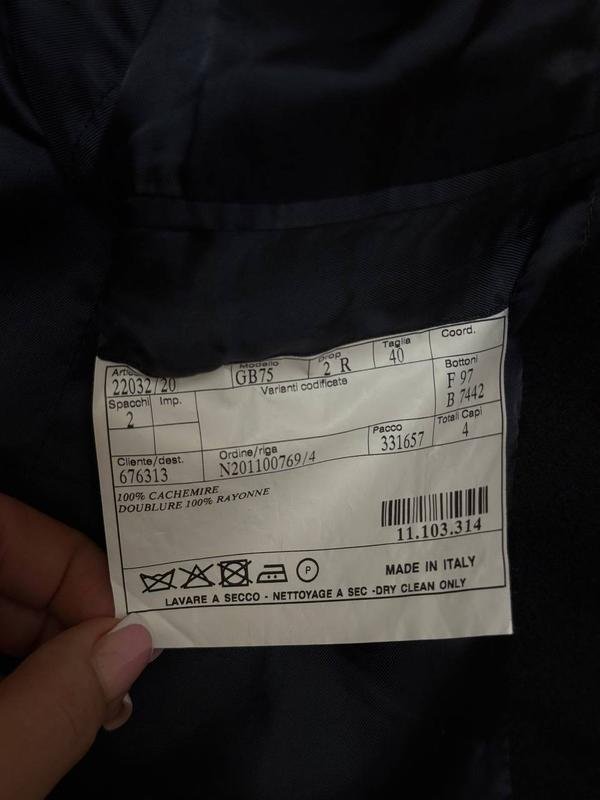 Modello Drop Taglia Coord.
22032/20 GB75 2 R 40
Spacchi Imp. Varianti codificate Bottoni
2 F 97
B 7442
Cliente/dest. Ordine/riga Pacco Totali Capi
676313 N201100769/4 331657 4
100% CACHEMIRE
DOUBLURE 100% RAYONNE
11.103.314
P
MADE IN ITALY
LAVARE A SECCO - NETTOYAGE A SEC -DRY CLEAN ONLY